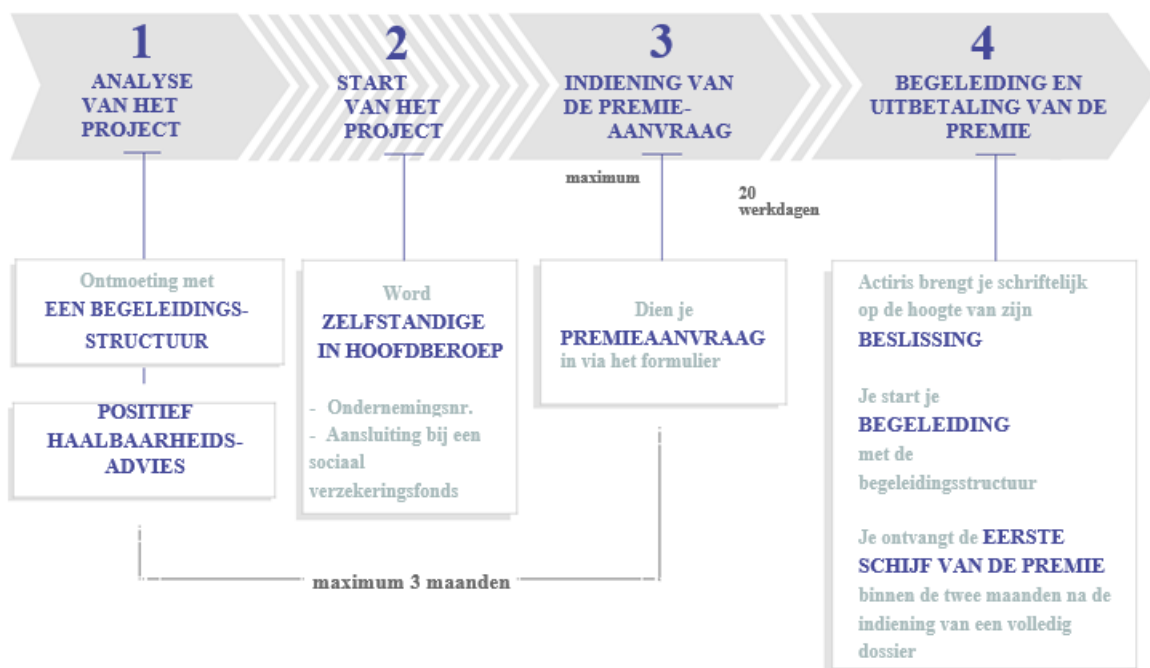 1
ANALYSE
VAN HET
PROJECT
2
START
VAN HET
PROJECT
3
INDIENING VAN
DE PREMIE-
AANVRAAG
4
BEGELEIDING EN
UITBETALING VAN DE
PREMIE
maximum
20
werkdagen
Ontmoeting met
EEN BEGELEIDINGS-
STRUCTUUR
POSITIEF
HAALBAARHEIDS-
ADVIES
Word
ZELFSTANDIGE
IN HOOFDBEROEP
- Ondernemingsnr.
- Aansluiting bij een
sociaal
verzekeringsfonds
Dien je
PREMIEAANVRAAG
in via het formulier
maximum 3 maanden
Actiris brengt je schriftelijk
op de hoogte van zijn
BESLISSING
Je start je
BEGELEIDING
met de
begeleidingsstructuur
Je ontvangt de EERSTE
SCHIJF VAN DE PREMIE
binnen de twee maanden na de
indiening van een volledig
dossier